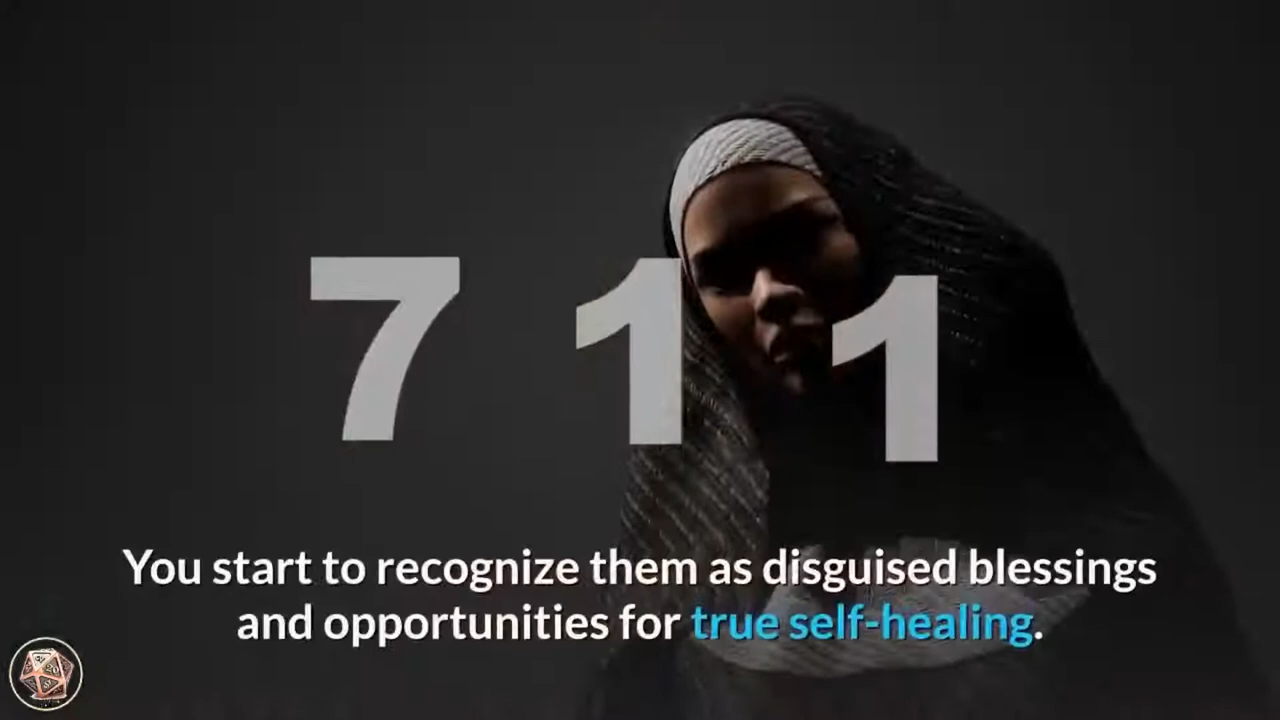 7 1 1
You start to recognize them as disguised blessings
and opportunities for true self-healing.